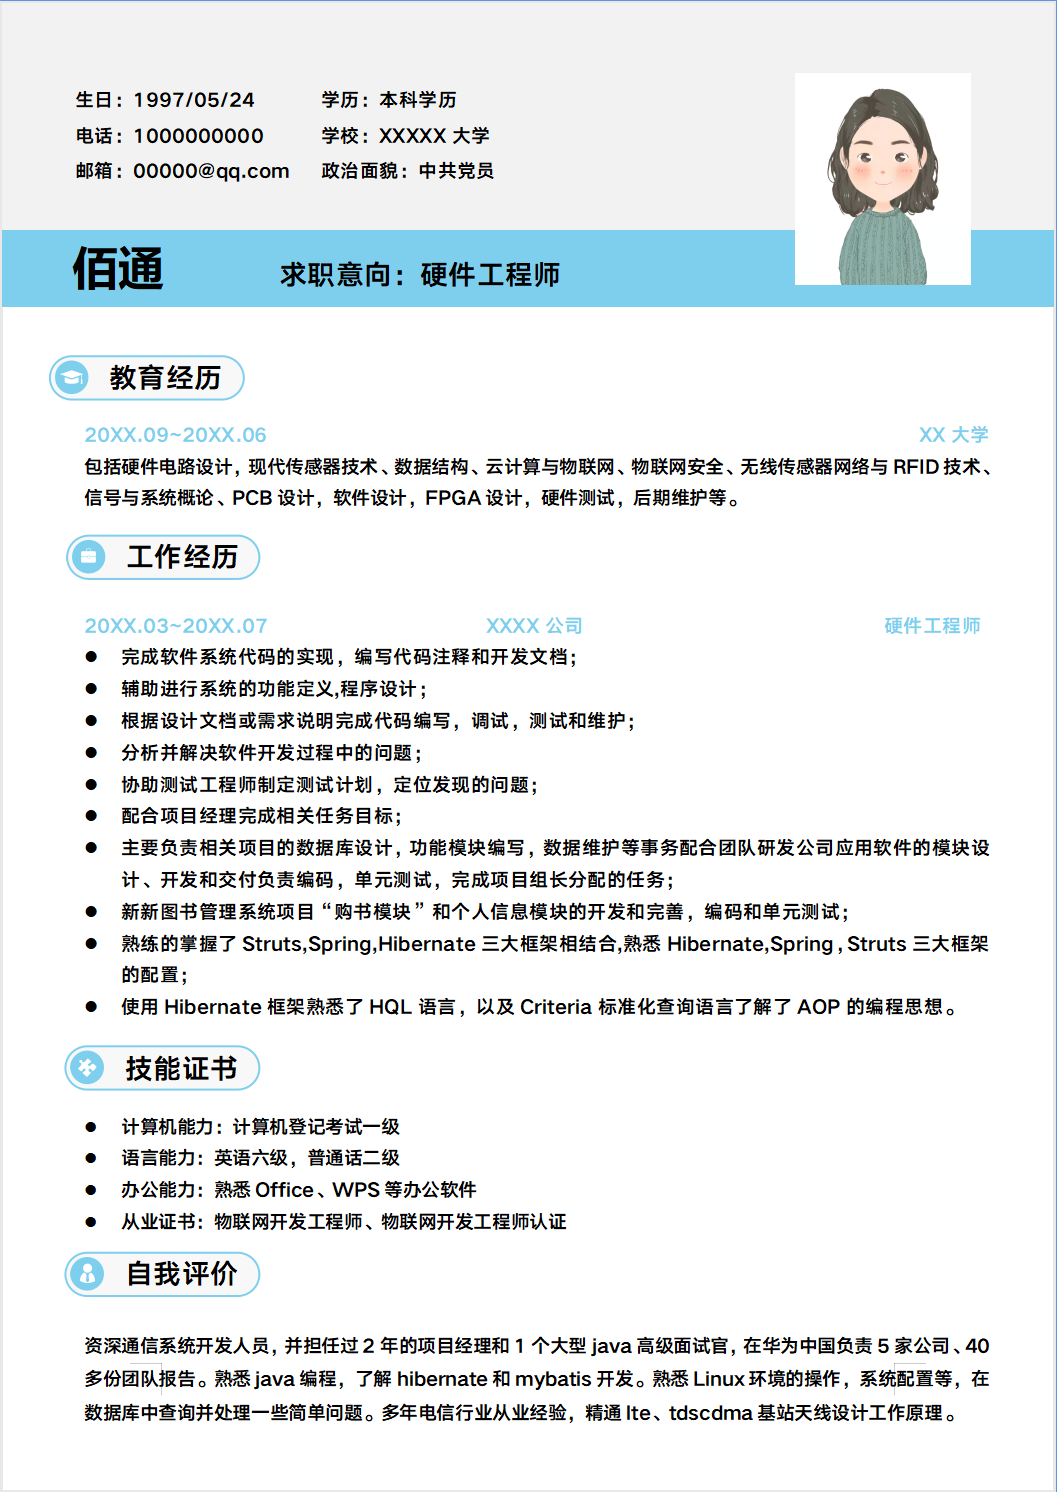 生日：1997/05/24 学历：本科学历
电话：1000000000 学校：XXXXX 大学
邮箱：00000@qq.com 政治面貌：中共党员
佰通 求职意向：硬件工程师
教育经历
20XX.09~20XX.06 XX 大学
包括硬件电路设计，现代传感器技术、数据结构、云计算与物联网、物联网安全、无线传感器网络与 RFID 技术、
信号与系统概论、PCB 设计，软件设计，FPGA 设计，硬件测试，后期维护等。
工作经历
20XX.03~20XX.07 XXXX 公司 硬件工程师
● 完成软件系统代码的实现，编写代码注释和开发文档；
● 辅助进行系统的功能定义,程序设计；
● 根据设计文档或需求说明完成代码编写，调试，测试和维护；
● 分析并解决软件开发过程中的问题；
● 协助测试工程师制定测试计划，定位发现的问题；
● 配合项目经理完成相关任务目标；
● 主要负责相关项目的数据库设计，功能模块编写，数据维护等事务配合团队研发公司应用软件的模块设
计、开发和交付负责编码，单元测试，完成项目组长分配的任务；
● 新新图书管理系统项目“购书模块”和个人信息模块的开发和完善，编码和单元测试；
● 熟练的掌握了 Struts,Spring,Hibernate 三大框架相结合,熟悉 Hibernate,Spring，Struts 三大框架
的配置；
● 使用 Hibernate 框架熟悉了 HQL 语言，以及 Criteria 标准化查询语言了解了 AOP 的编程思想。
技能证书
● 计算机能力：计算机登记考试一级
● 语言能力：英语六级，普通话二级
● 办公能力：熟悉 Office、WPS 等办公软件
● 从业证书：物联网开发工程师、物联网开发工程师认证
自我评价
资深通信系统开发人员，并担任过 2 年的项目经理和 1 个大型 java 高级面试官，在华为中国负责 5 家公司、40
多份团队报告。熟悉 java 编程，了解 hibernate 和 mybatis 开发。熟悉 Linux 环境的操作，系统配置等，在
数据库中查询并处理一些简单问题。多年电信行业从业经验，精通 lte、tdscdma 基站天线设计工作原理。